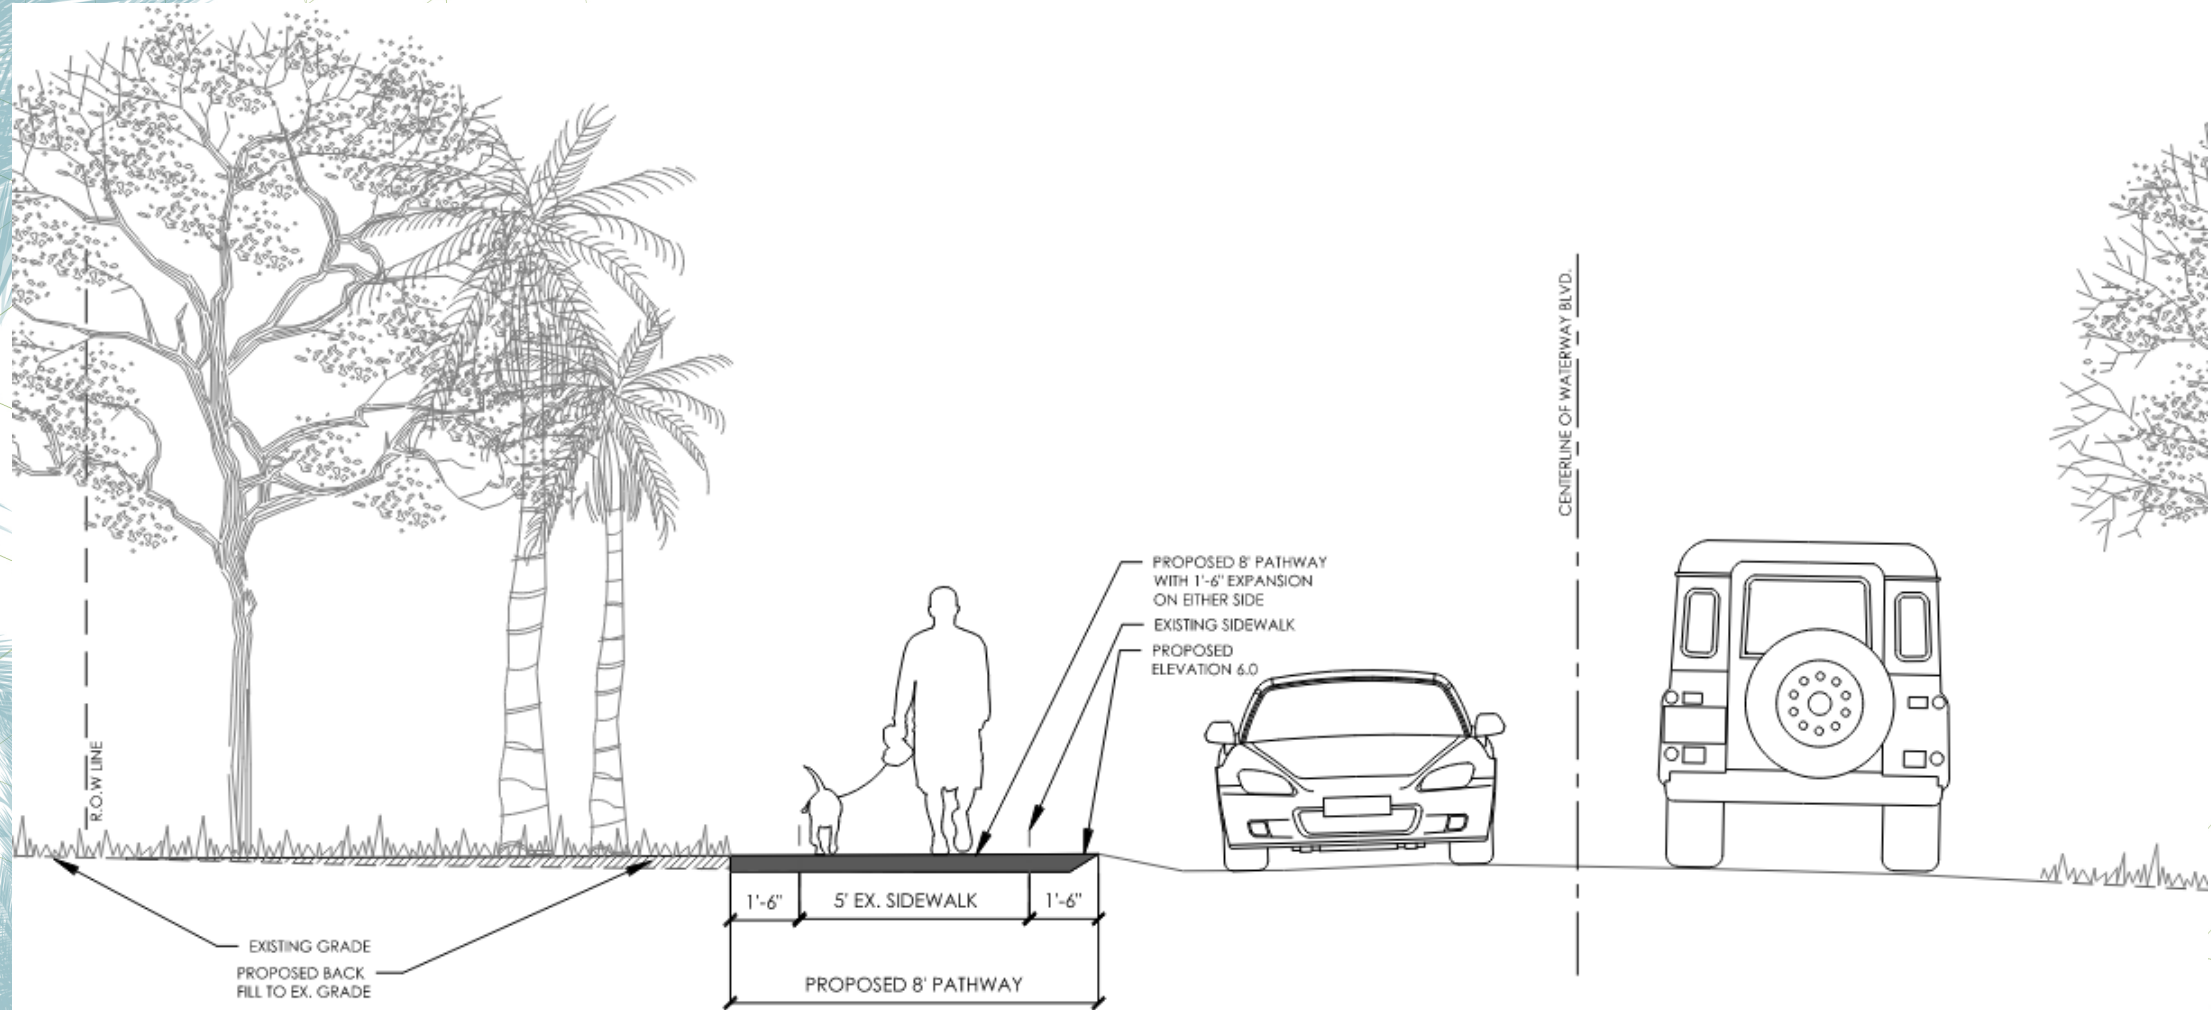 CENTERLINE OF WATERWAY BLVD.
PROPOSED 8' PATHWAY
WITH 1'-6" EXPANSION
ON EITHER SIDE
EXISTING SIDEWALK
PROPOSED
ELEVATION 6.0
R.O.W LINE
1'-6"
5' EX. SIDEWALK
1'-6"
EXISTING GRADE
PROPOSED BACK
FILL TO EX. GRADE
PROPOSED 8' PATHWAY